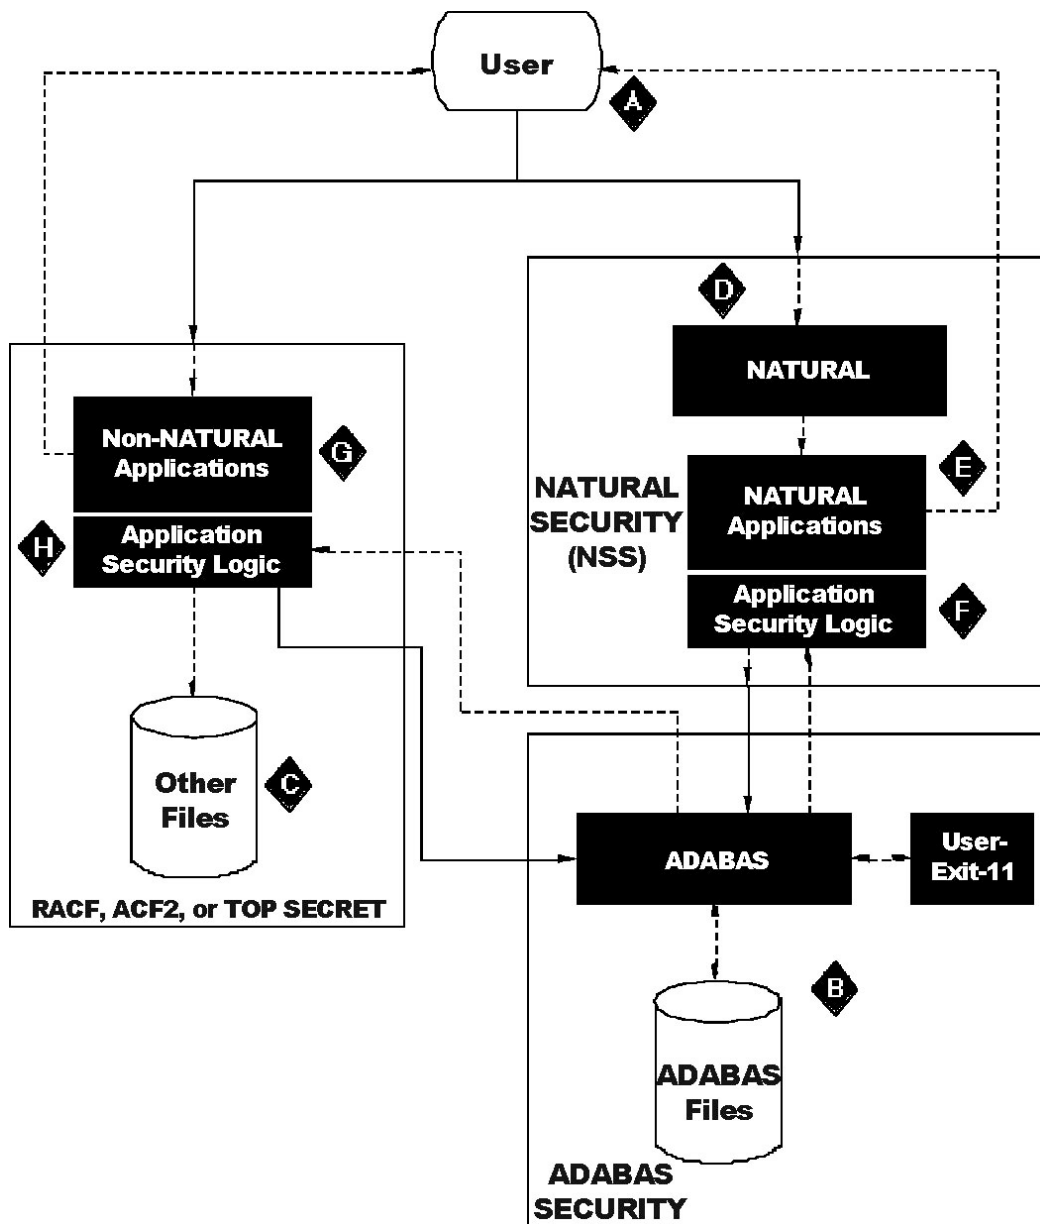 User
A
D
NATURAL
Non-NATURAL
Applications
G
E
NATURAL
SECURITY
(NSS)
NATURAL
Applications
H
Application
Security Logic
Application
Security Logic
F
Other
Files
C
RACF, ACF2, or TOP SECRET
ADABAS
User-
Exit-11
B
ADABAS
Files
ADABAS
SECURITY